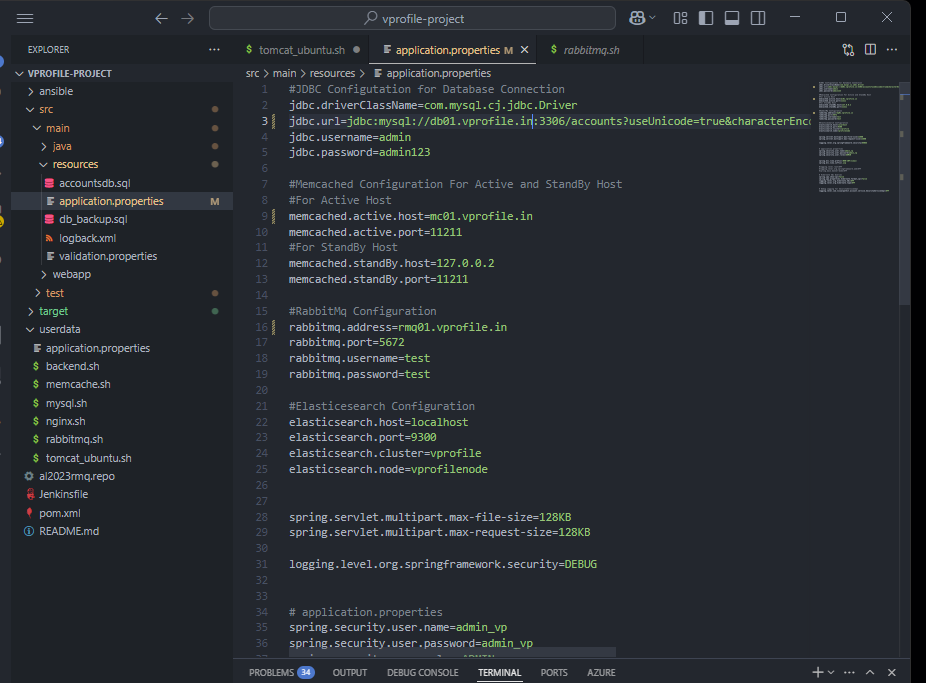 vprofile-project
EXPLORER
VPROFILE-PROJECT
ansible
src
main
java
resources
accountsdb.sql
application.properties M
db_backup.sql
logback.xml
validation.properties
webapp
test
target
userdata
application.properties
backend.sh
memcache.sh
mysql.sh
nginx.sh
rabbitmq.sh
tomcat_ubuntu.sh
al2023rmq.repo
Jenkinsfile
pom.xml
README.md
$ tomcat_ubuntu.sh
application.properties M
$ rabbitmq.sh
src > main > resources > application.properties
1 #JDBC Configutation for Database Connection
2 jdbc.driverClassName=com.mysql.cj.jdbc.Driver
3 jdbc.url=jdbc:mysql://db01.vprofile.in:3306/accounts?useUnicode=true&characterEnco
4 jdbc.username=admin
5 jdbc.password=admin123
6
7 #Memcached Configuration For Active and StandBy Host
8 #For Active Host
9 memcached.active.host=mc01.vprofile.in
10 memcached.active.port=11211
11 #For StandBy Host
12 memcached.standBy.host=127.0.0.2
13 memcached.standBy.port=11211
14
15 #RabbitMq Configuration
16 rabbitmq.address=rmq01.vprofile.in
17 rabbitmq.port=5672
18 rabbitmq.username=test
19 rabbitmq.password=test
20
21 #Elasticesearch Configuration
22 elasticsearch.host=localhost
23 elasticsearch.port=9300
24 elasticsearch.cluster=vprofile
25 elasticsearch.node=vprofilenode
26
27
28 spring.servlet.multipart.max-file-size=128KB
29 spring.servlet.multipart.max-request-size=128KB
30
31 logging.level.org.springframework.security=DEBUG
32
33
34 # application.properties
35 spring.security.user.name=admin_vp
36 spring.security.user.password=admin_vp
PROBLEMS 34 OUTPUT DEBUG CONSOLE TERMINAL PORTS AZURE